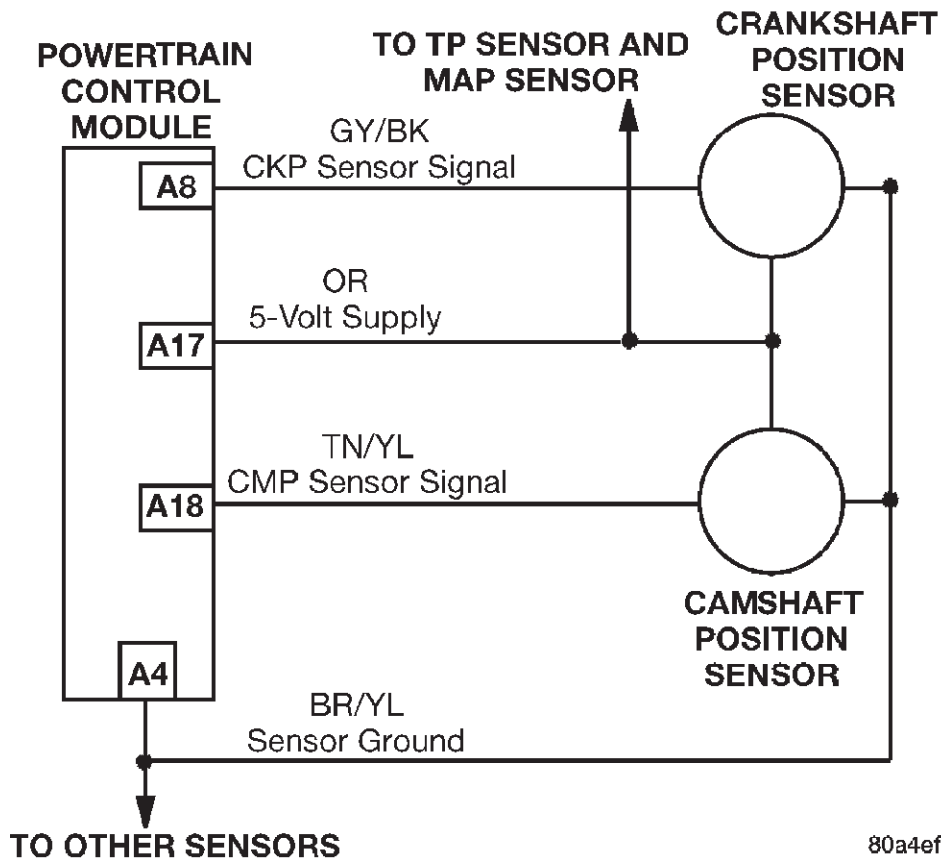 POWERTRAIN
CONTROL
MODULE
TO TP SENSOR AND
MAP SENSOR
CRANKSHAFT
POSITION
SENSOR
A8
GY/BK
CKP Sensor Signal
A17
OR
5-Volt Supply
A18
TN/YL
CMP Sensor Signal
CAMSHAFT
POSITION
SENSOR
A4
BR/YL
Sensor Ground
TO OTHER SENSORS
80a4ef